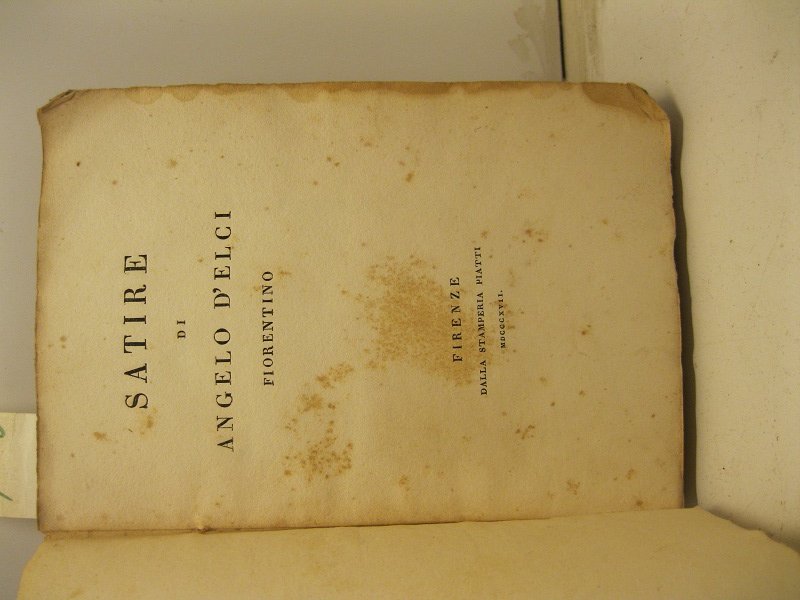 SATIRE
DI
ANGELO D'ELCI
FIORENTINO
FIRENZE
DALLA STAMPERIA PIATTI
MDCCCXVII.